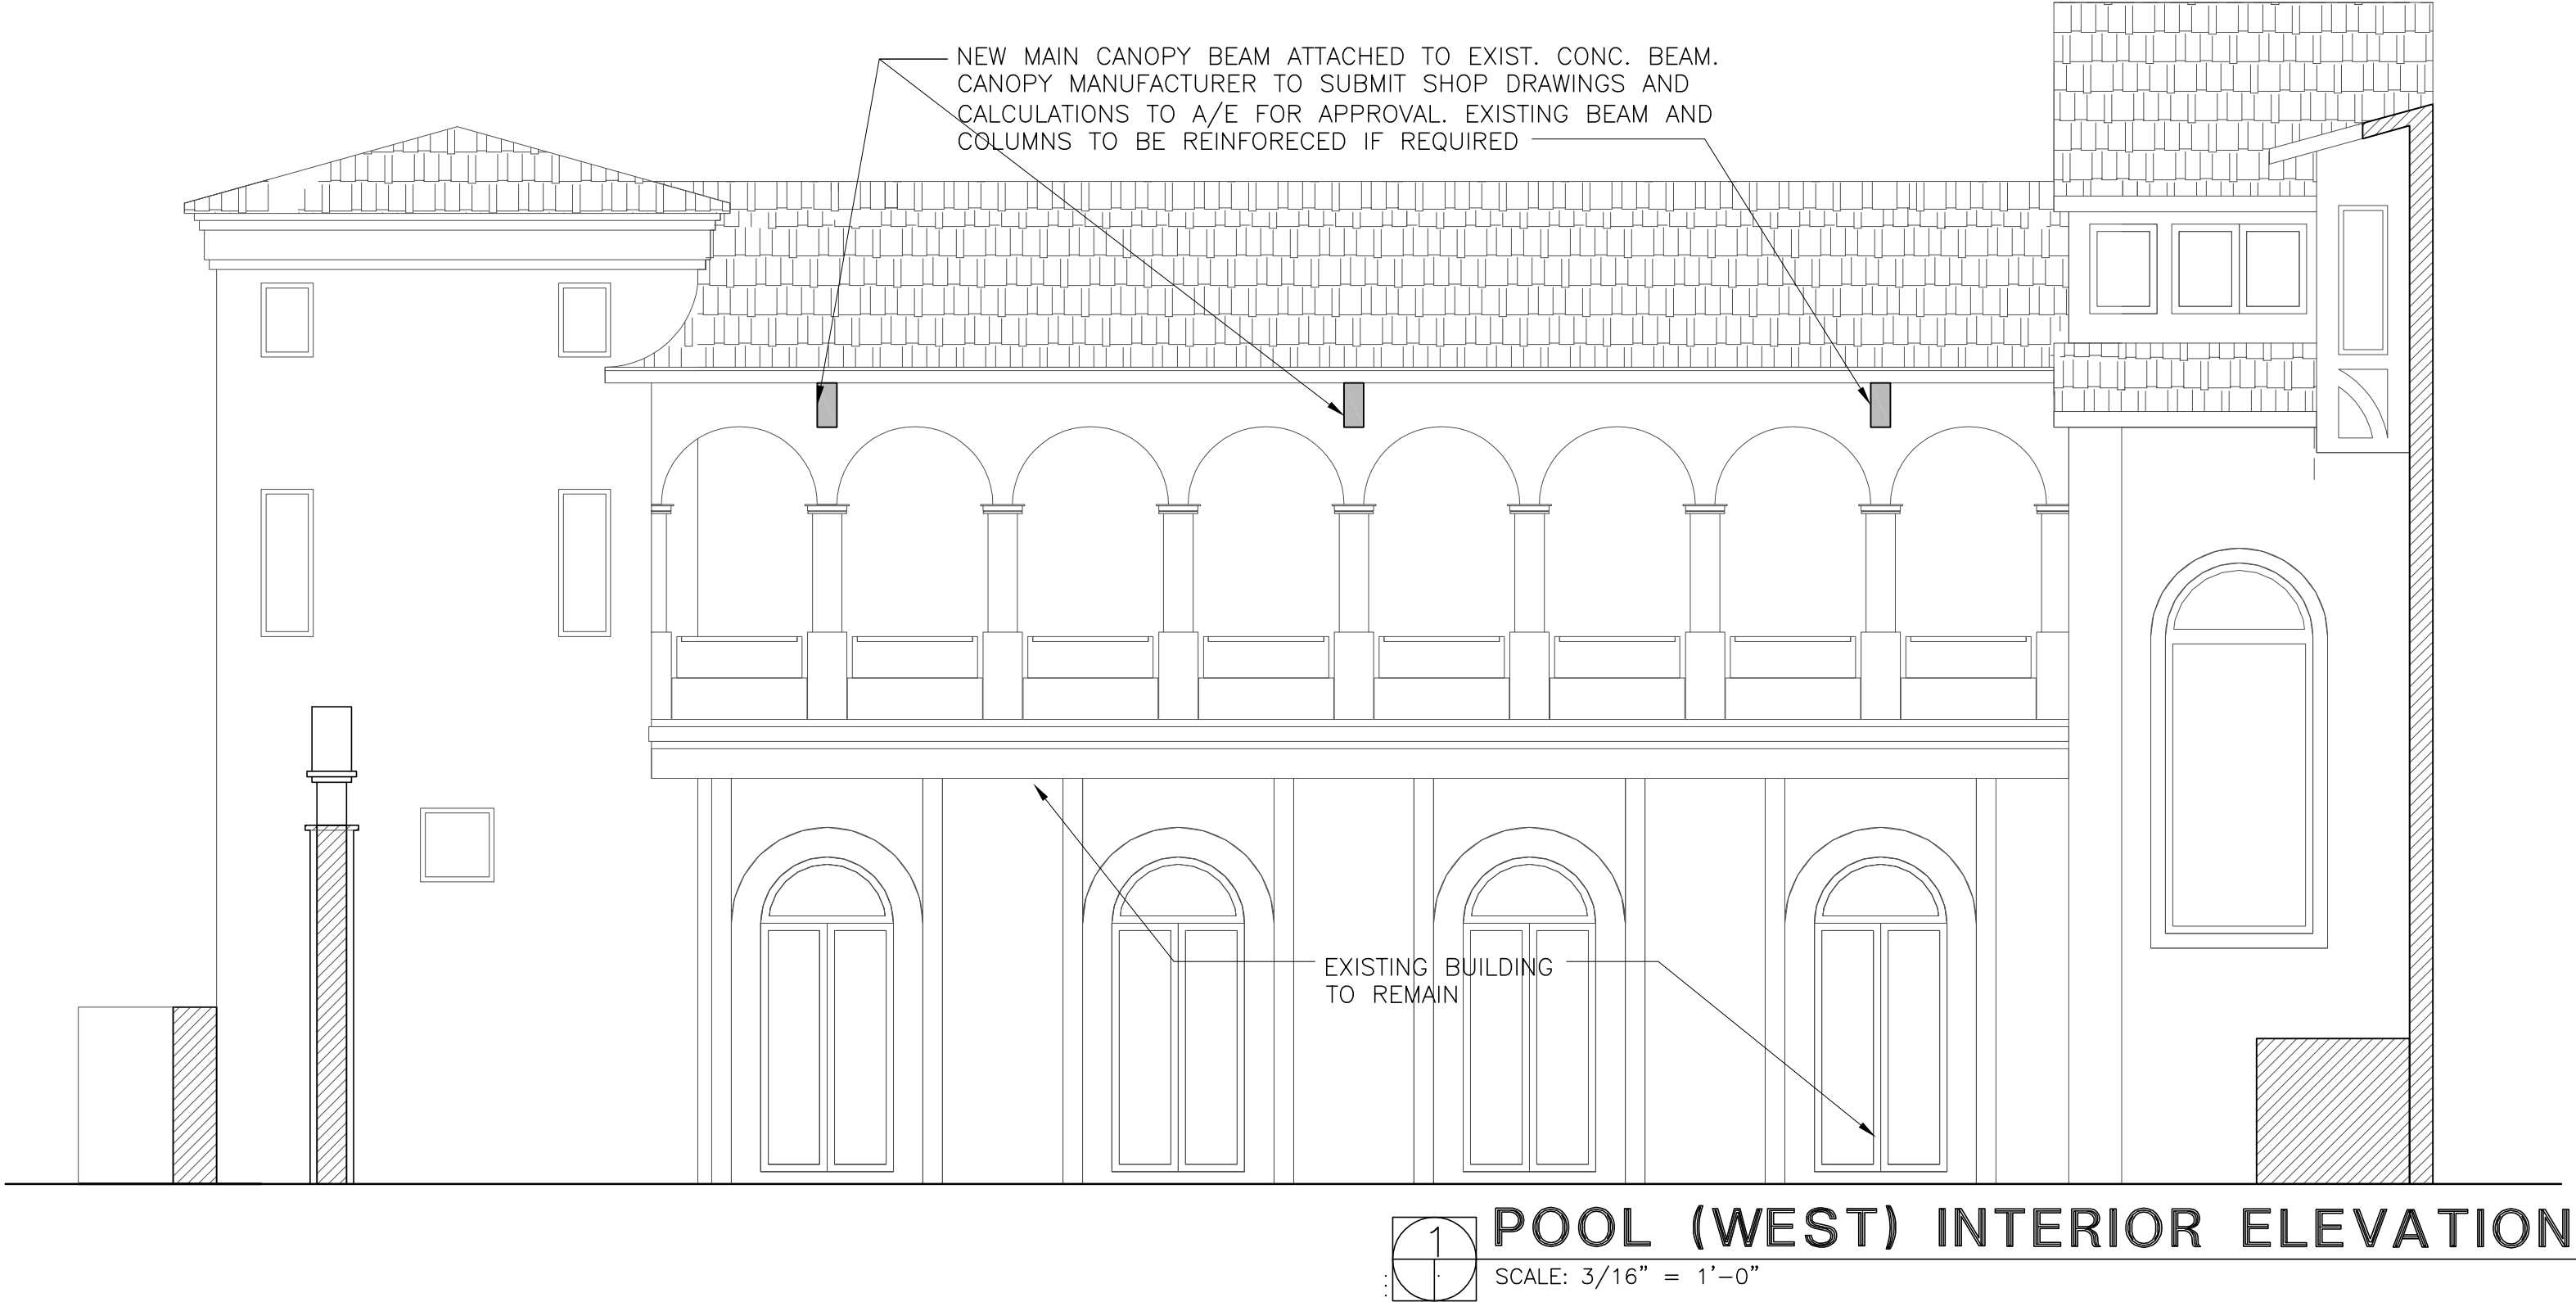 NEW MAIN CANOPY BEAM ATTACHED TO EXIST. CONC. BEAM.
CANOPY MANUFACTURER TO SUBMIT SHOP DRAWINGS AND
CALCULATIONS TO A/E FOR APPROVAL. EXISTING BEAM AND
COLUMNS TO BE REINFORECED IF REQUIRED
EXISTING BUILDING
TO REMAIN
1
POOL (WEST) INTERIOR ELEVATION
SCALE: 3/16" = 1'-0"